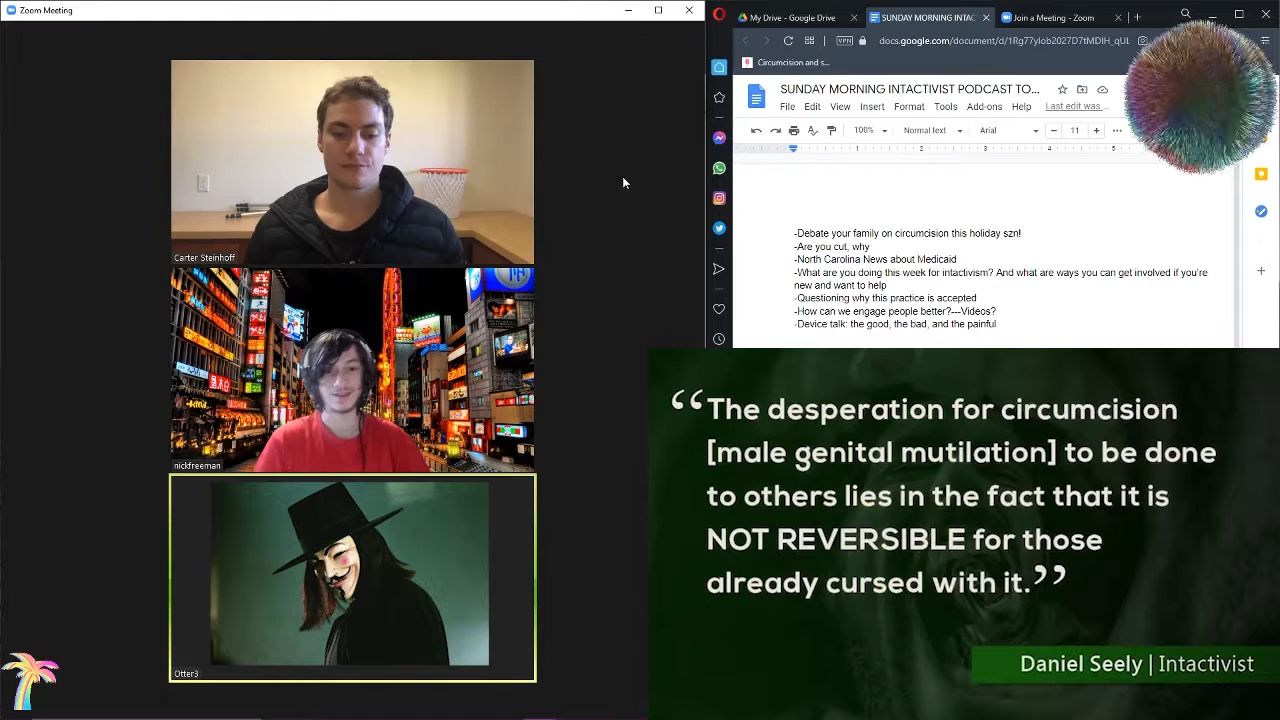 Zoom Meeting
Carter Steinhoff
nickfreeman
Otter3
My Drive - Google Drive
SUNDAY MORNING INTAC
Join a Meeting - Zoom
VPN
docs.google.com/document/d/1Rg77ylob2027D7tMDIH_qUL
Circumcision and s...
SUNDAY MORNING INTACTIVIST PODCAST TO...
File Edit View Insert Format Tools Add-ons Help Last edit was ...
100% Normal text Arial 11
1 2 3 4 5
-Debate your family on circumcision this holiday szn!
-Are you cut, why
-North Carolina News about Medicaid
-What are you doing this week for intactivism? And what are ways you can get involved if you're
new and want to help
-Questioning why this practice is accepted
-How can we engage people better?---Videos?
-Device talk: the good, the bad, and the painful
“The desperation for circumcision
[male genital mutilation] to be done
to others lies in the fact that it is
NOT REVERSIBLE for those
already cursed with it.”
Daniel Seely | Intactivist